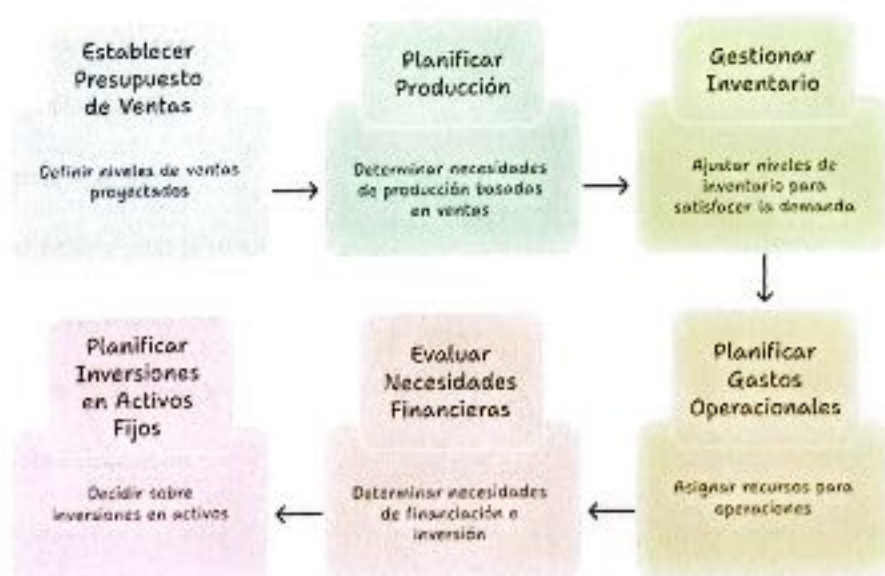 Establecer
Presupuesto
de Ventas
Definir niveles de ventas
proyectados
Planificar
Producción
Determinar necesidades
de producción basadas
en ventas
Gestionar
Inventario
Ajustar niveles de
inventario para
satisfacer la demanda
Planificar
Gastos
Operacionales
Asignar recursos para
operaciones
Evaluar
Necesidades
Financieras
Determinar necesidades
de financiación o
inversión
Planificar
Inversiones
en Activos
Fijos
Decidir sobre
inversiones en activos